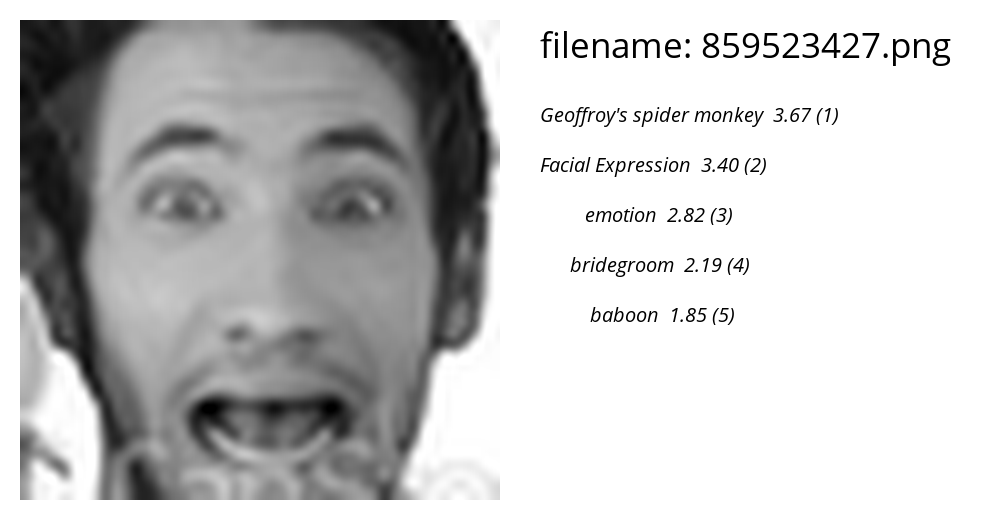 filename: 859523427.png
Geoffroy's spider monkey 3.67 (1)
Facial Expression 3.40 (2)
emotion 2.82 (3)
bridegroom 2.19 (4)
baboon 1.85 (5)